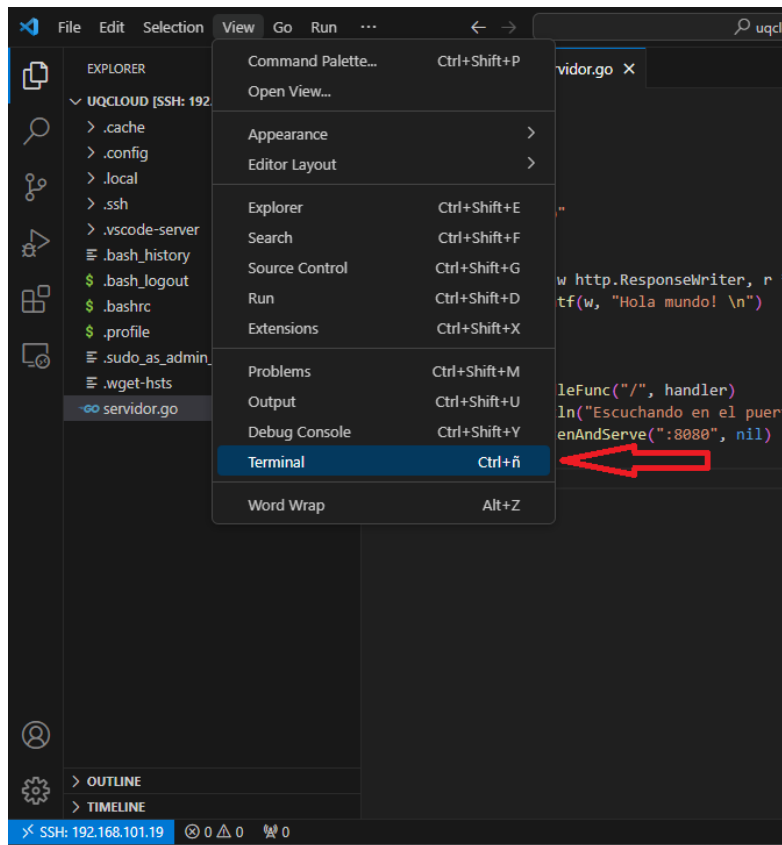 File Edit Selection View Go Run ··· uqcl
EXPLORER
UQCLOUD [SSH: 192.
.cache
.config
.local
.ssh
.vscode-server
.bash_history
$ .bash_logout
$ .bashrc
$ .profile
.sudo_as_admin_
.wget-hsts
GO servidor.go
Command Palette... Ctrl+Shift+P
Open View...
Appearance
Editor Layout
Explorer Ctrl+Shift+E
Search Ctrl+Shift+F
Source Control Ctrl+Shift+G
Run Ctrl+Shift+D
Extensions Ctrl+Shift+X
Problems Ctrl+Shift+M
Output Ctrl+Shift+U
Debug Console Ctrl+Shift+Y
Terminal Ctrl+ñ
Word Wrap Alt+Z
vidor.go ×
"
w http.ResponseWriter, r
tf(w, "Hola mundo! \n")
leFunc("/", handler)
ln("Escuchando en el puer
enAndServe(":8080", nil)
OUTLINE
TIMELINE
SSH: 192.168.101.19 0 0 0